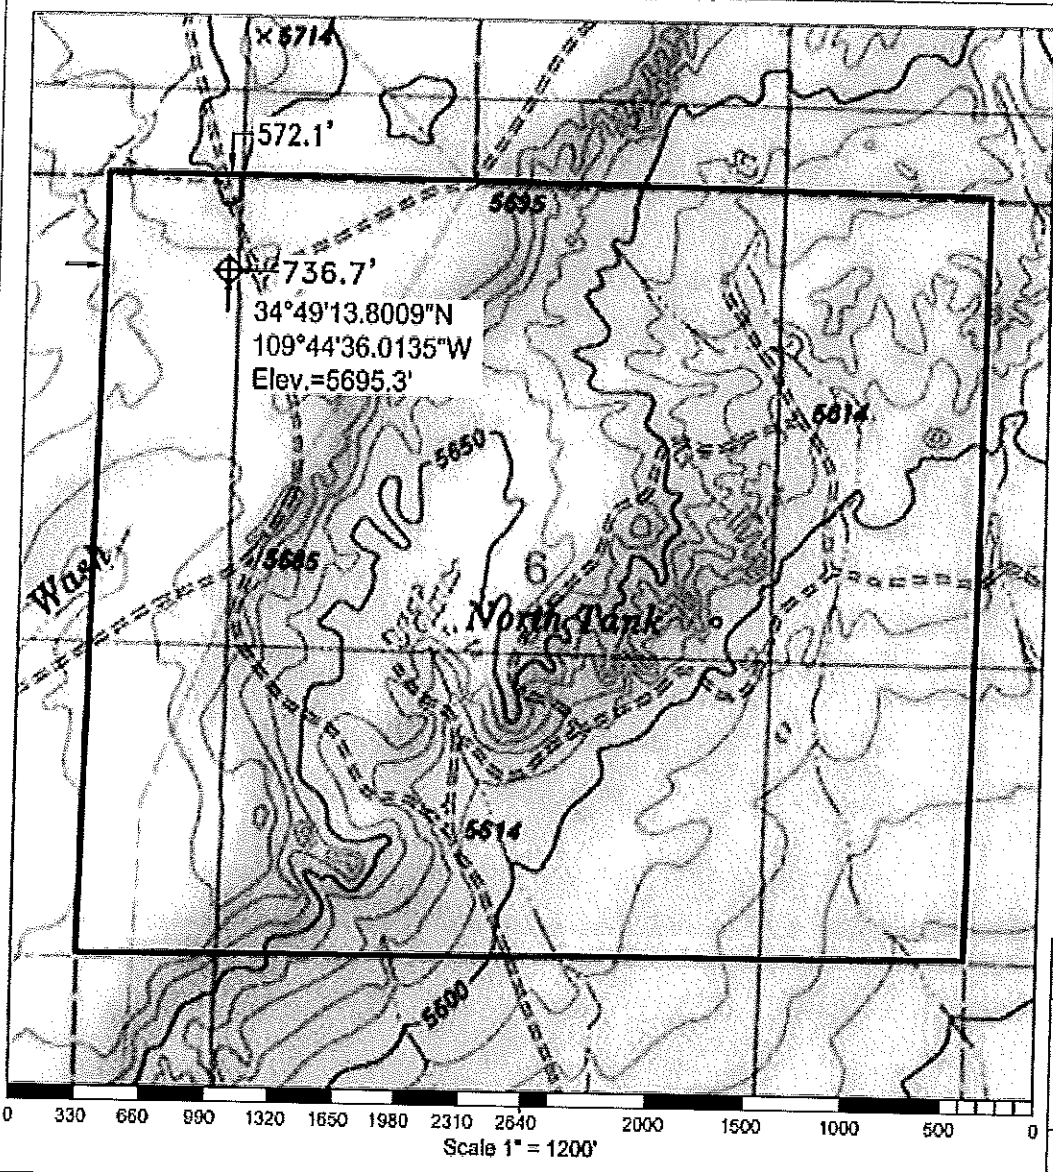 × 5714
572.1'
5695
736.7'
34°49'13.8009"N
109°44'36.0135"W
Elev.=5695.3'
5614
5650
5685
6
Wash
North Tank
5614
5600
0 330 660 990 1320 1650 1980 2310 2640 2000 1500 1000 500 0
Scale 1" = 1200'